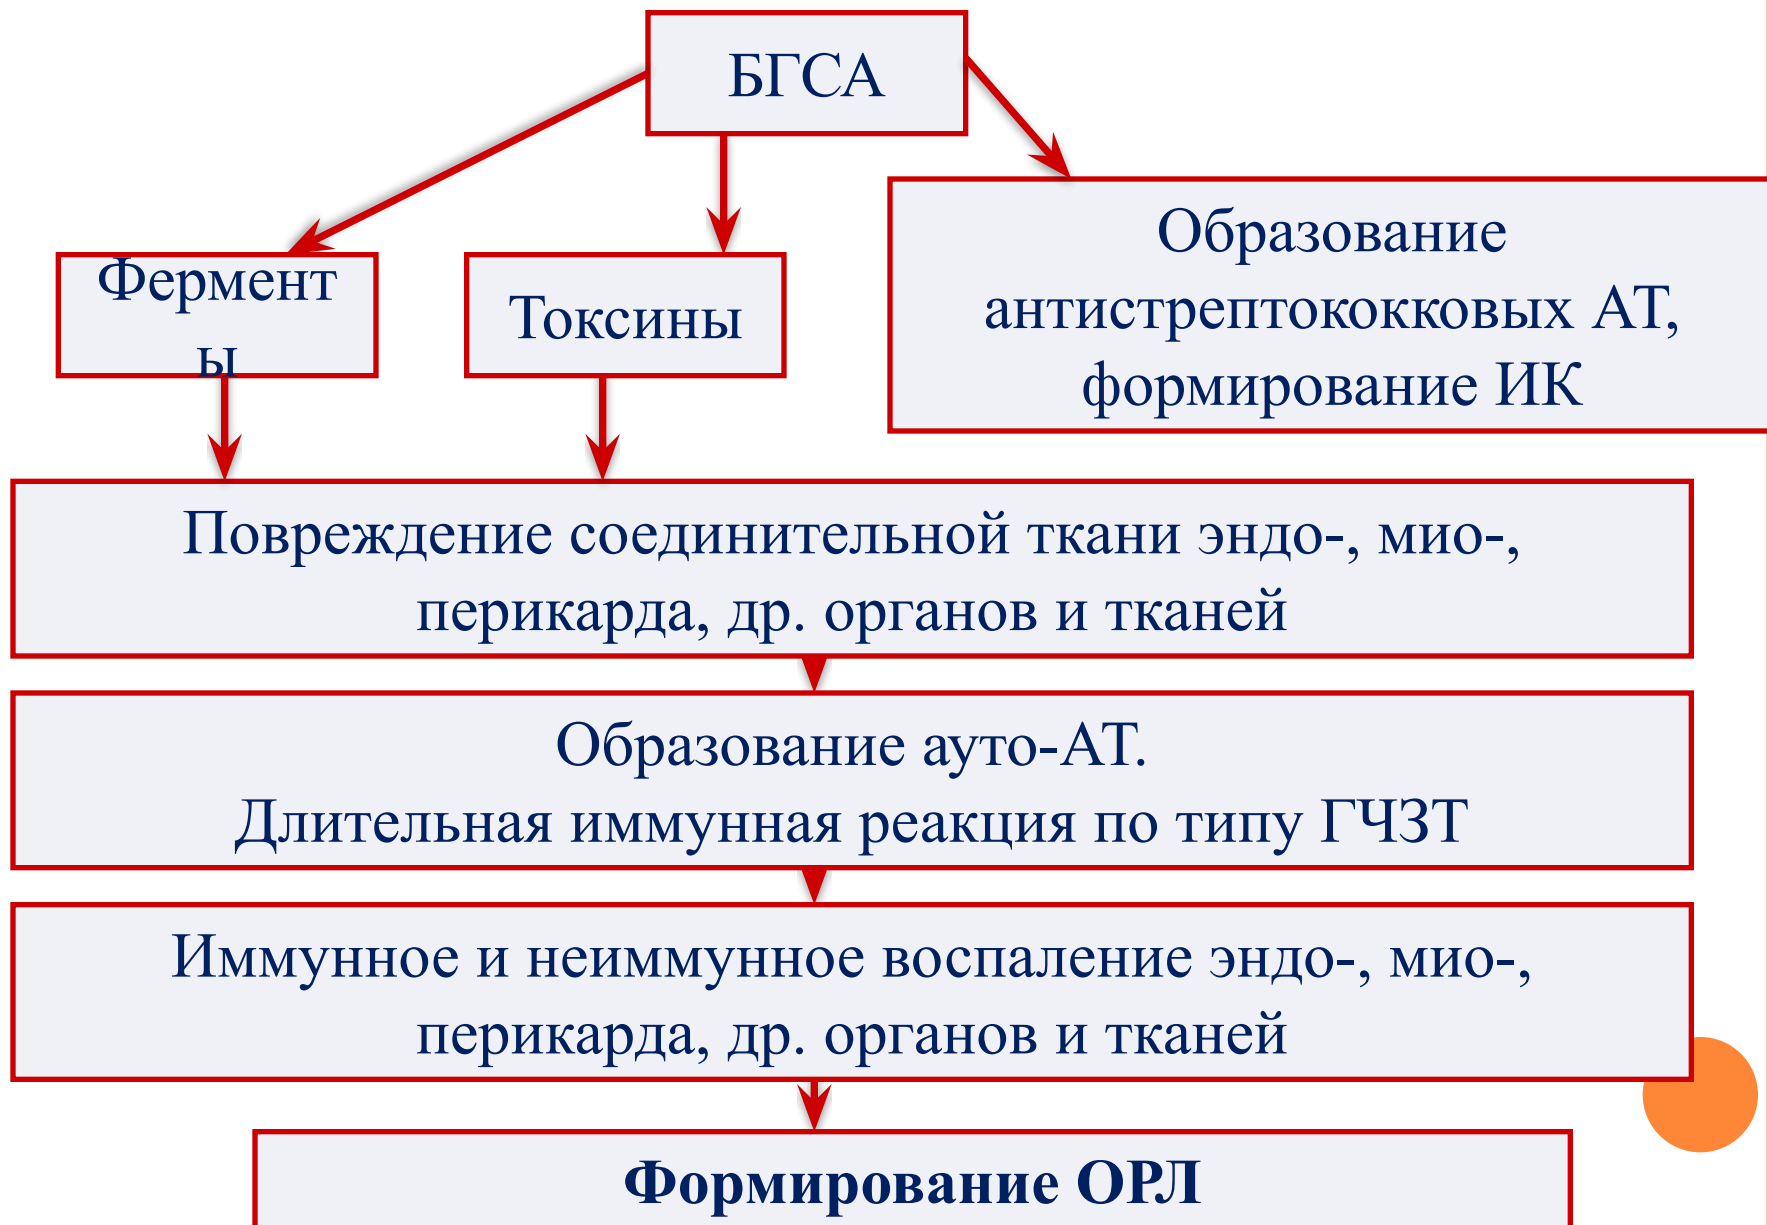 БГСА
Фермент
ы
Токсины
Образование
антистрептококковых АТ,
формирование ИК
Повреждение соединительной ткани эндо-, мио-,
перикарда, др. органов и тканей
Образование ауто-АТ.
Длительная иммунная реакция по типу ГЧЗТ
Иммунное и неиммунное воспаление эндо-, мио-,
перикарда, др. органов и тканей
Формирование ОРЛ